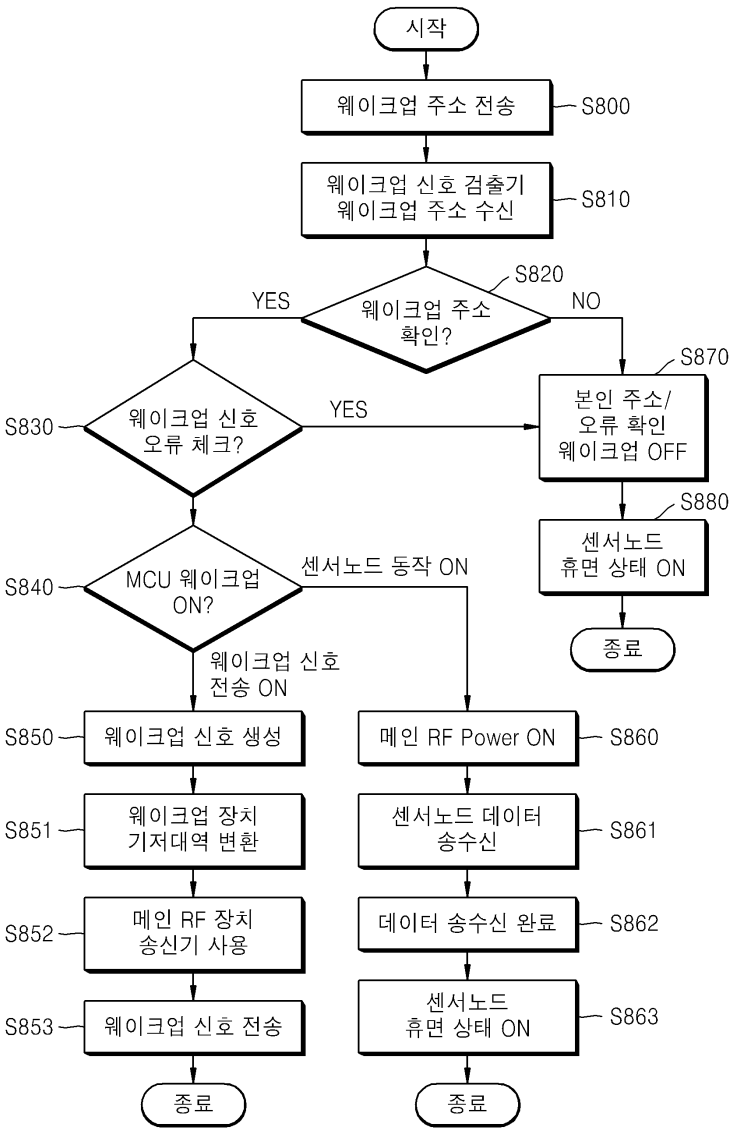 시작
웨이크업 주소 전송
S800
웨이크업 신호 검출기
웨이크업 주소 수신
S810
S820
웨이크업 주소
확인?
YES
NO
S830
웨이크업 신호
오류 체크?
YES
S870
본인 주소/
오류 확인
웨이크업 OFF
S880
센서노드
휴면 상태 ON
종료
S840
MCU 웨이크업
ON?
센서노드 동작 ON
웨이크업 신호
전송 ON
S850
웨이크업 신호 생성
메인 RF Power ON
S860
S851
웨이크업 장치
기저대역 변환
센서노드 데이터
송수신
S861
S852
메인 RF 장치
송신기 사용
데이터 송수신 완료
S862
S853
웨이크업 신호 전송
센서노드
휴면 상태 ON
S863
종료
종료